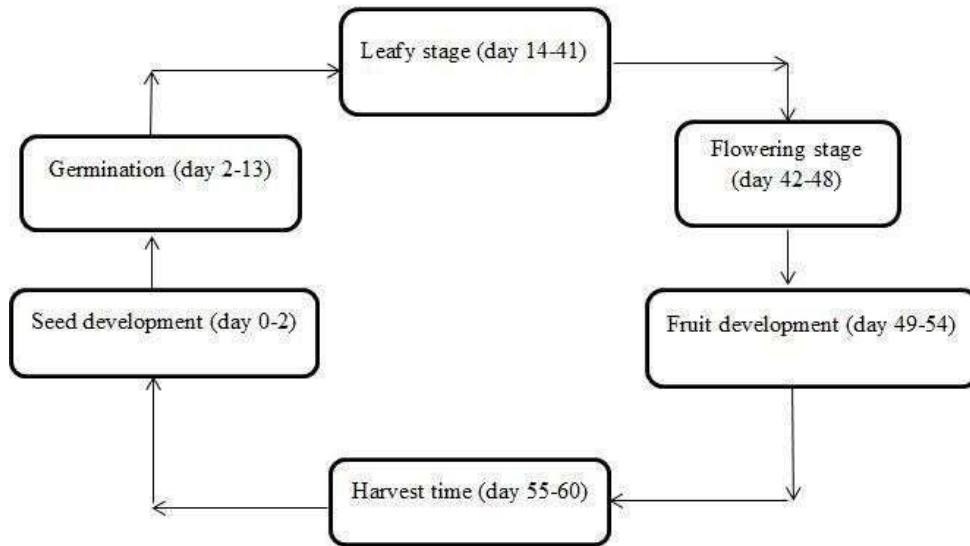 Leafy stage (day 14-41)
Germination (day 2-13)
Flowering stage
(day 42-48)
Seed development (day 0-2)
Fruit development (day 49-54)
Harvest time (day 55-60)